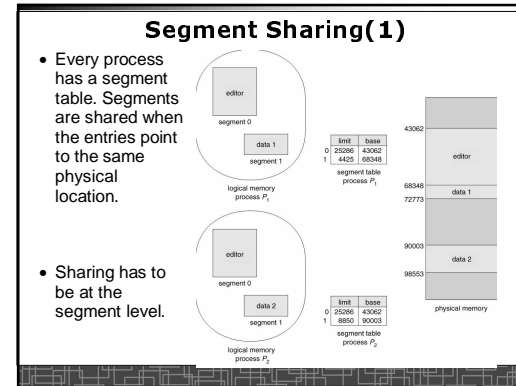 Segment Sharing(1)
• Every process
has a segment
table. Segments
are shared when
the entries point
to the same
physical
location.
• Sharing has to
be at the
segment level.
editor
segment 0
data 1
segment 1
logical memory
process P1
limit base
0 25286 43062
1 4425 68348
segment table
process P1
editor
segment 0
data 2
segment 1
logical memory
process P2
limit base
0 25286 43062
1 8850 90003
segment table
process P2
43062
editor
68348
data 1
72773
90003
data 2
98553
physical memory